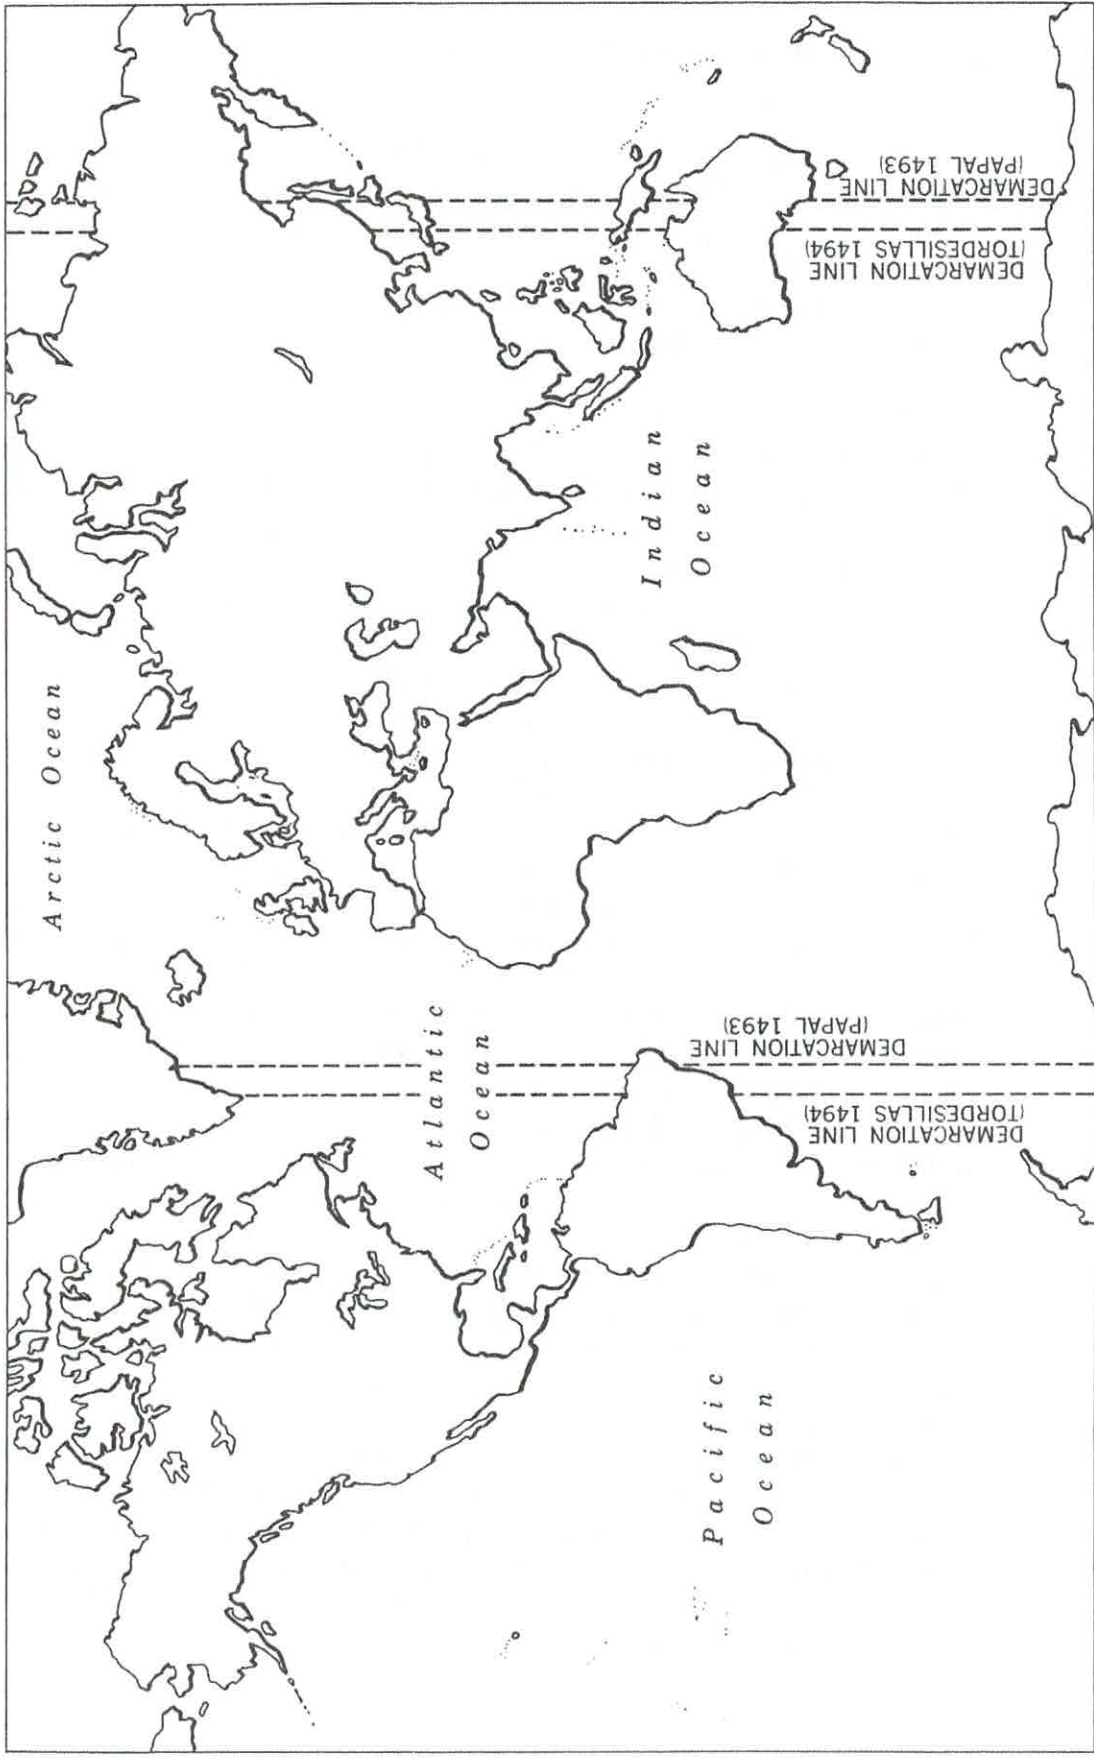 Arctic Ocean
Atlantic
Ocean
Indian
Ocean
Pacific
Ocean
DEMARCATION LINE
(TORDESILLAS 1494)
DEMARCATION LINE
(PAPAL 1493)
DEMARCATION LINE
(TORDESILLAS 1494)
DEMARCATION LINE
(PAPAL 1493)